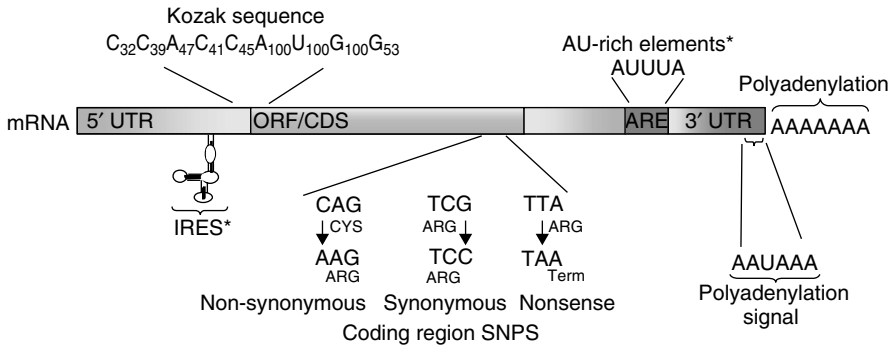 Kozak sequence
C32C39A47C41C45A100U100G100G53
AU-rich elements*
AUUUA
Polyadenylation
mRNA 5′ UTR ORF/CDS ARE 3′ UTR AAAAAAA
IRES*
CAG TCG TTA
CYS ARG ARG
AAG TCC TAA
ARG ARG Term
Non-synonymous Synonymous Nonsense
Coding region SNPS
AAUAAA
Polyadenylation
signal